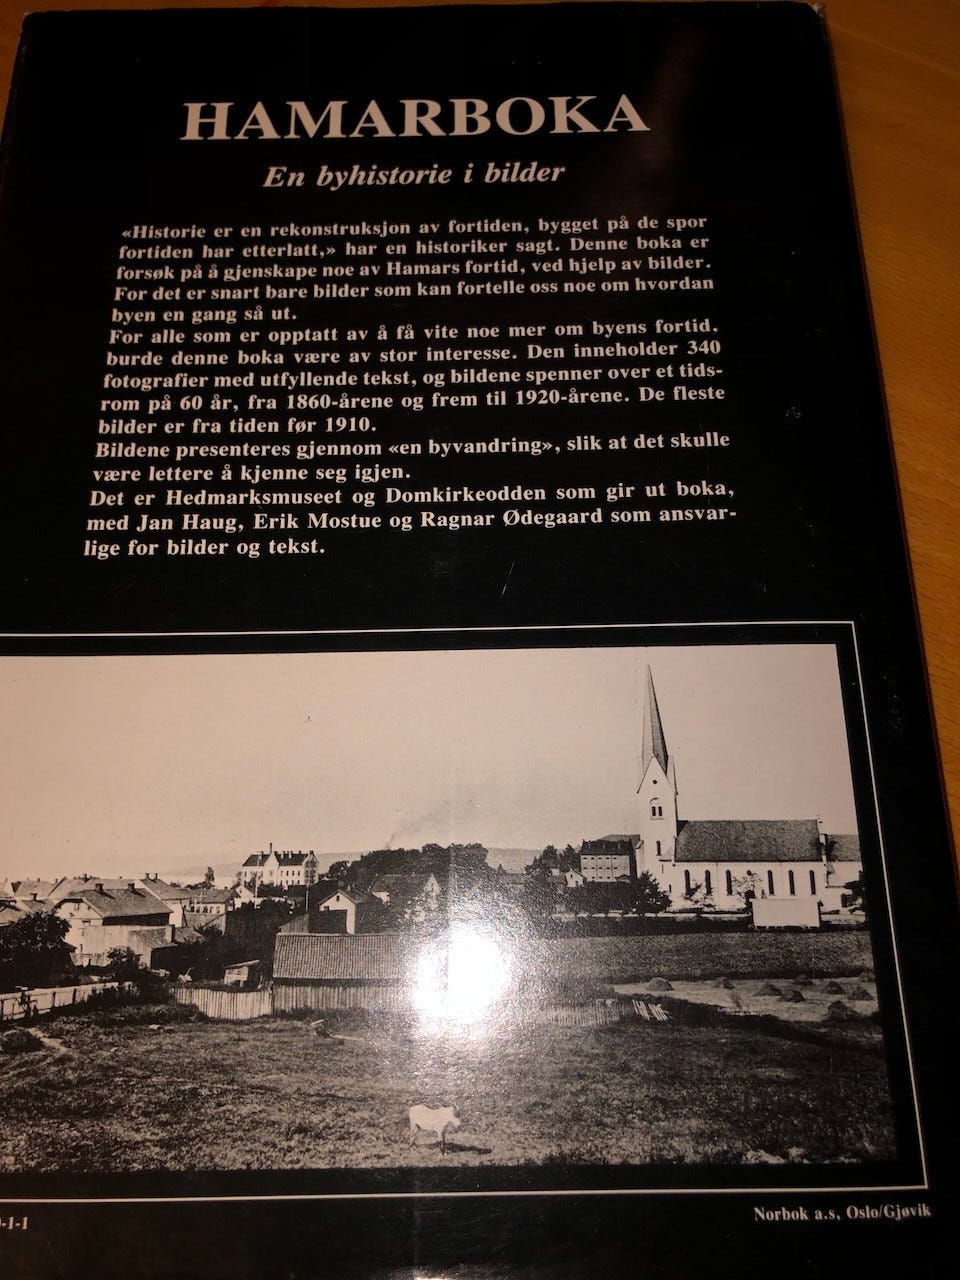 HAMARBOKA
En byhistorie i bilder
«Historie er en rekonstruksjon av fortiden, bygget på de spor
fortiden har etterlatt,» har en historiker sagt. Denne boka er
forsøk på å gjenskape noe av Hamars fortid, ved hjelp av bilder.
For det er snart bare bilder som kan fortelle oss noe om hvordan
byen en gang så ut.
For alle som er opptatt av å få vite noe mer om byens fortid,
burde denne boka være av stor interesse. Den inneholder 340
fotografier med utfyllende tekst, og bildene spenner over et tids-
rom på 60 år, fra 1860-årene og frem til 1920-årene. De fleste
bilder er fra tiden før 1910.
Bildene presenteres gjennom «en byvandring», slik at det skulle
være lettere å kjenne seg igjen.
Det er Hedmarksmuseet og Domkirkeodden som gir ut boka,
med Jan Haug, Erik Mostue og Ragnar Ødegaard som ansvar-
lige for bilder og tekst.
-1-1
Norbok a.s, Oslo/Gjøvik